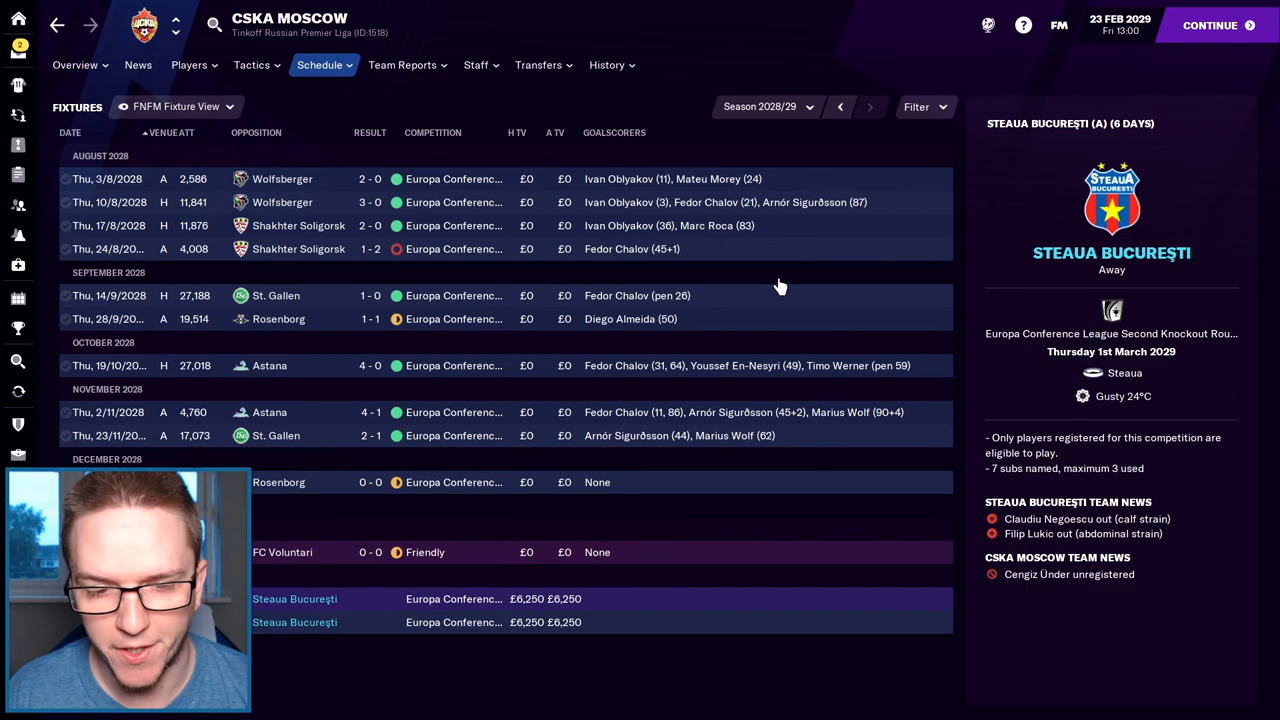 CSKA MOSCOW
Tinkoff Russian Premier Liga (ID:1518)
FM
23 FEB 2029
Fri 13:00
CONTINUE
2
Overview News Players Tactics Schedule Team Reports Staff Transfers History
FIXTURES FNFM Fixture View Season 2028/29 Filter
DATE VENUE ATT OPPOSITION RESULT COMPETITION H TV A TV GOALSCORERS
AUGUST 2028
Thu, 3/8/2028 A 2,586 Wolfsberger 2 - 0 Europa Conferenc... £0 £0 Ivan Oblyakov (11), Mateu Morey (24)
Thu, 10/8/2028 H 11,841 Wolfsberger 3 - 0 Europa Conferenc... £0 £0 Ivan Oblyakov (3), Fedor Chalov (21), Arnór Sigurðsson (87)
Thu, 17/8/2028 H 11,876 Shakhter Soligorsk 2 - 0 Europa Conferenc... £0 £0 Ivan Oblyakov (36), Marc Roca (83)
Thu, 24/8/20... A 4,008 Shakhter Soligorsk 1 - 2 Europa Conferenc... £0 £0 Fedor Chalov (45+1)
SEPTEMBER 2028
Thu, 14/9/2028 H 27,188 St. Gallen 1 - 0 Europa Conferenc... £0 £0 Fedor Chalov (pen 26)
Thu, 28/9/20... A 19,514 Rosenborg 1 - 1 Europa Conferenc... £0 £0 Diego Almeida (50)
OCTOBER 2028
Thu, 19/10/20... H 27,018 Astana 4 - 0 Europa Conferenc... £0 £0 Fedor Chalov (31, 64), Youssef En-Nesyri (49), Timo Werner (pen 59)
NOVEMBER 2028
Thu, 2/11/2028 A 4,760 Astana 4 - 1 Europa Conferenc... £0 £0 Fedor Chalov (11, 86), Arnór Sigurðsson (45+2), Marius Wolf (90+4)
Thu, 23/11/20... A 17,073 St. Gallen 2 - 1 Europa Conferenc... £0 £0 Arnór Sigurðsson (44), Marius Wolf (62)
DECEMBER 2028
Rosenborg 0 - 0 Europa Conferenc... £0 £0 None
FC Voluntari 0 - 0 Friendly £0 £0 None
Steaua Bucureşti Europa Conferenc... £6,250 £6,250
Steaua Bucureşti Europa Conferenc... £6,250 £6,250
STEAUA BUCUREŞTI (A) (6 DAYS)
STEAUA
BUCUREŞTI
STEAUA BUCUREŞTI
Away
Europa Conference League Second Knockout Rou...
Thursday 1st March 2029
Steaua
Gusty 24°C
- Only players registered for this competition are
eligible to play.
- 7 subs named, maximum 3 used
STEAUA BUCUREŞTI TEAM NEWS
Claudiu Negoescu out (calf strain)
Filip Lukic out (abdominal strain)
CSKA MOSCOW TEAM NEWS
Cengiz Ünder unregistered